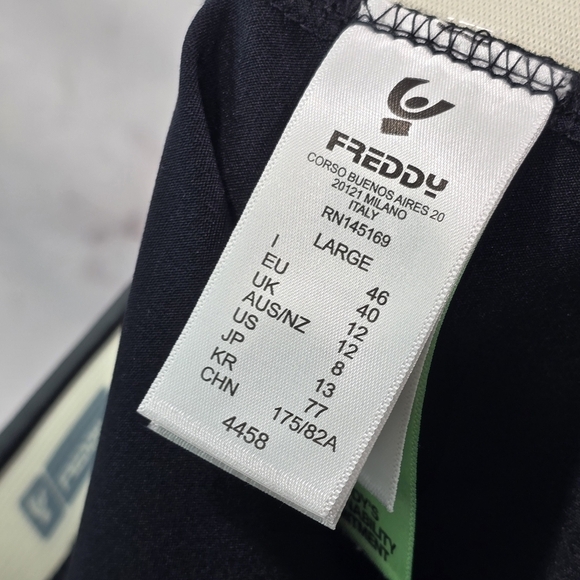 FREDDY
CORSO BUENOS AIRES 20
20121 MILANO
ITALY
RN145169
LARGE
I 46
EU 40
UK 12
AUS/NZ 12
US 8
JP 13
KR 77
CHN 175/82A
4458
FREDDY